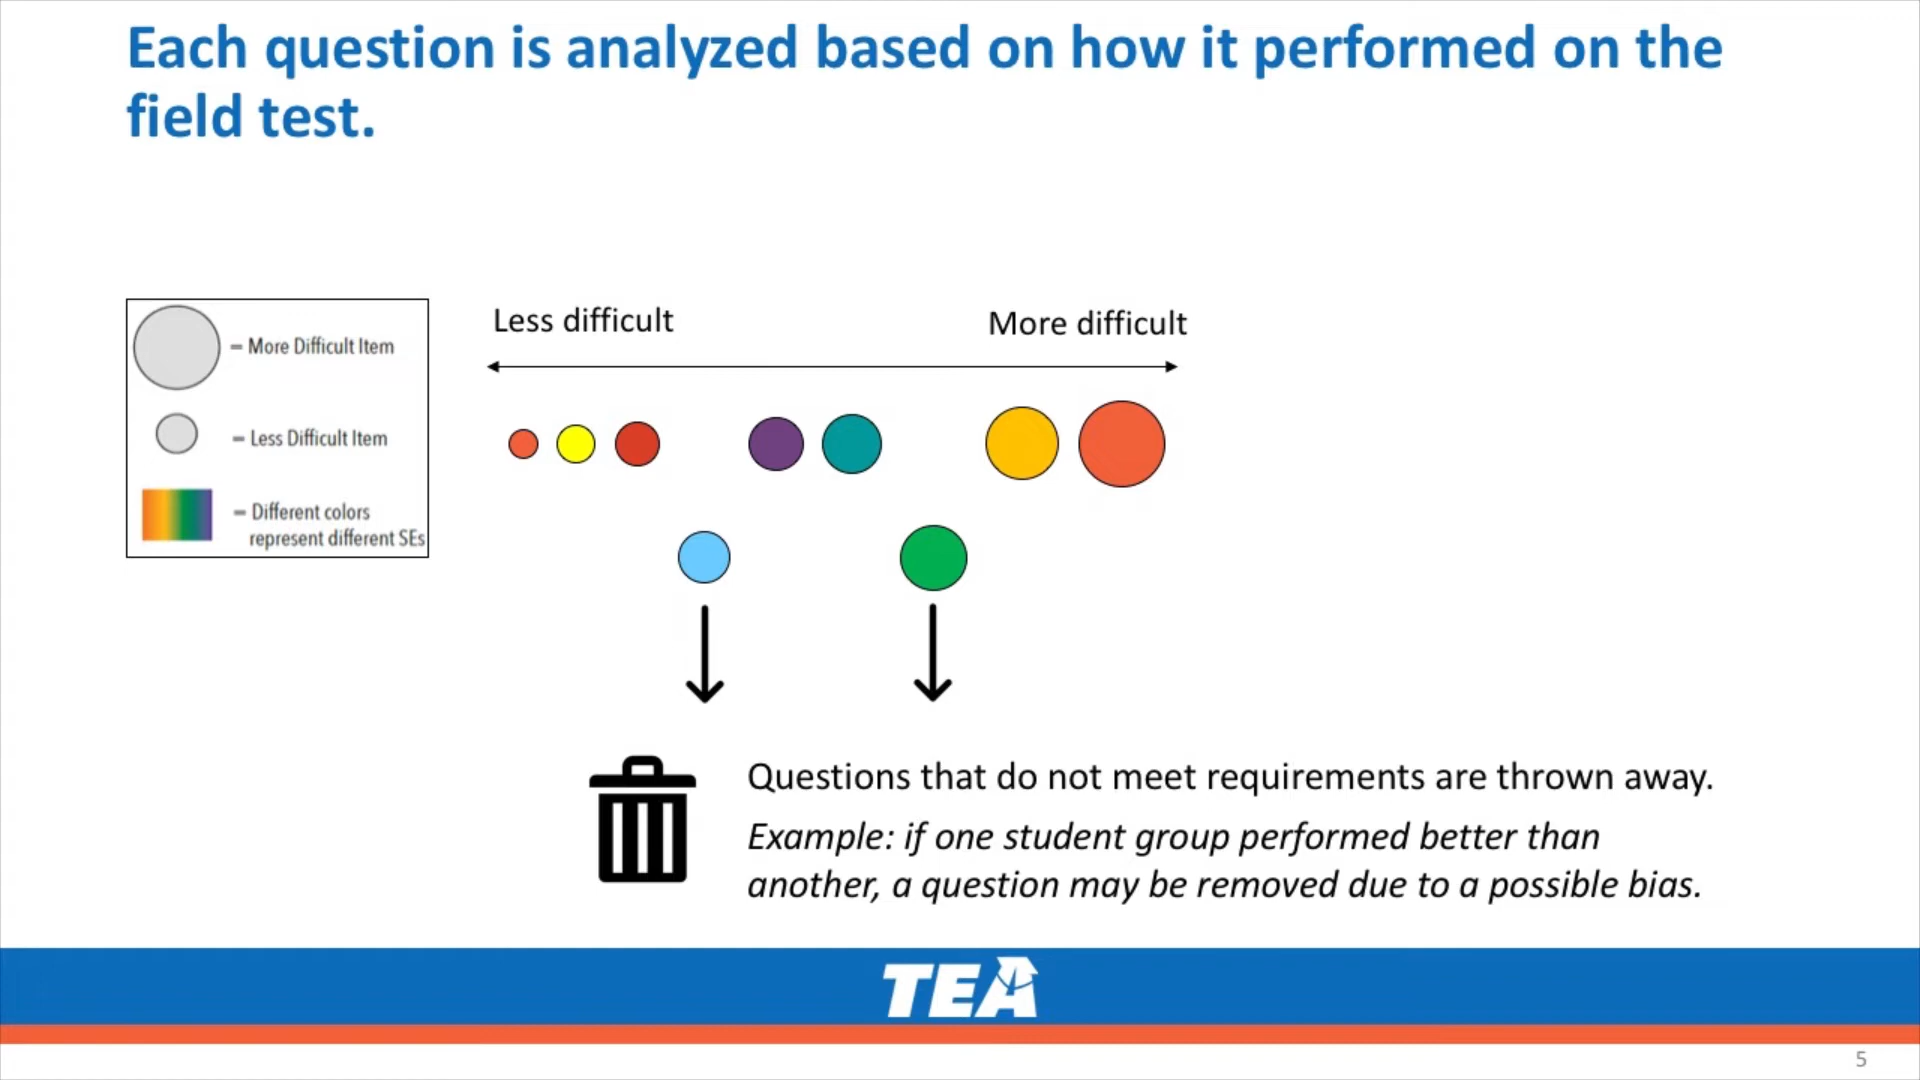 Each question is analyzed based on how it performed on the
field test.
= More Difficult Item
= Less Difficult Item
= Different colors
represent different SEs
Less difficult
More difficult
Questions that do not meet requirements are thrown away.
Example: if one student group performed better than
another, a question may be removed due to a possible bias.
TEA
5